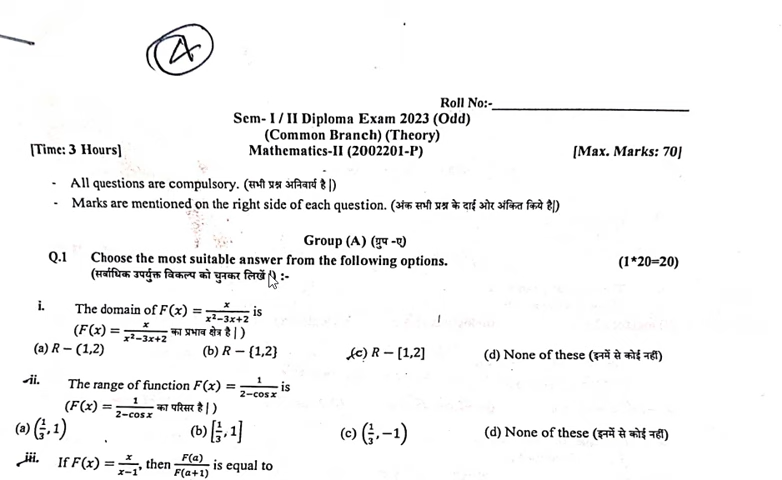 A
Roll No:-
Sem- I / II Diploma Exam 2023 (Odd)
(Common Branch) (Theory)
[Time: 3 Hours] Mathematics-II (2002201-P) [Max. Marks: 70]
- All questions are compulsory. (सभी प्रश्न अनिवार्य है |)
- Marks are mentioned on the right side of each question. (अंक सभी प्रश्न के दाई ओर अंकित किये है|)
Group (A) (ग्रुप -ए)
Q.1 Choose the most suitable answer from the following options. (1*20=20)
(सर्वाधिक उपर्युक्त विकल्प को चुनकर लिखें |) :-
i. The domain of F(x) = x/(x²−3x+2) is
(F(x) = x/(x²−3x+2) का प्रभाव क्षेत्र है | )
(a) R − (1,2) (b) R − {1,2} (c) R − [1,2] (d) None of these (इनमें से कोई नहीं)
ii. The range of function F(x) = 1/(2−cos x) is
(F(x) = 1/(2−cos x) का परिसर है | )
(a) (1/3, 1) (b) [1/3, 1] (c) (1/3, −1) (d) None of these (इनमें से कोई नहीं)
iii. If F(x) = x/(x−1), then F(a)/F(a+1) is equal to